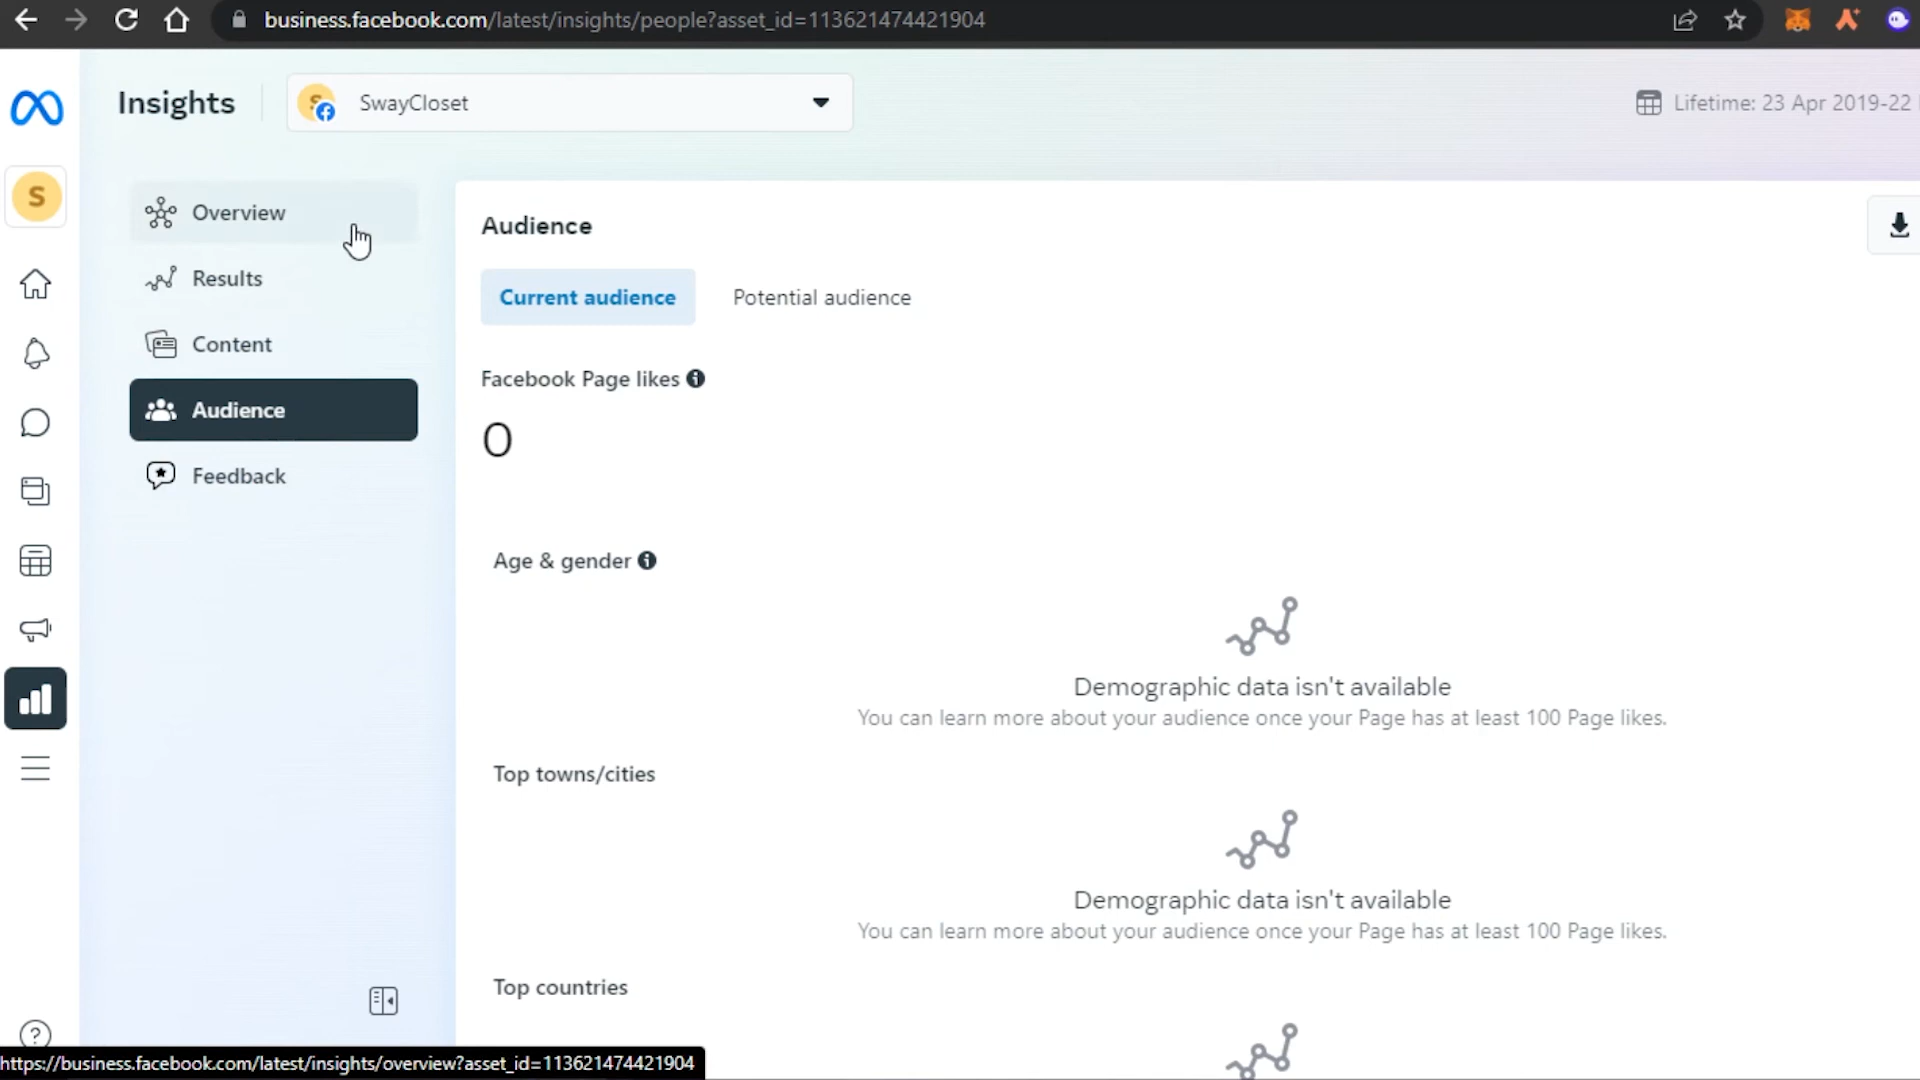 business.facebook.com/latest/insights/people?asset_id=113621474421904
Insights
SwayCloset
Lifetime: 23 Apr 2019-22
S
S
Overview
Results
Content
Audience
Feedback
Audience
Current audience
Potential audience
Facebook Page likes
0
Age & gender
Demographic data isn't available
You can learn more about your audience once your Page has at least 100 Page likes.
Top towns/cities
Demographic data isn't available
You can learn more about your audience once your Page has at least 100 Page likes.
Top countries
https://business.facebook.com/latest/insights/overview?asset_id=113621474421904